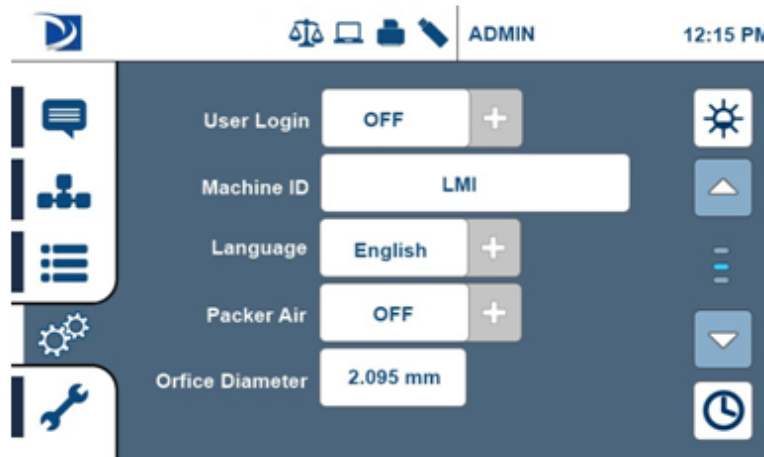 ADMIN 12:15 PM
User Login OFF
Machine ID LMI
Language English
Packer Air OFF
Orfice Diameter 2.095 mm